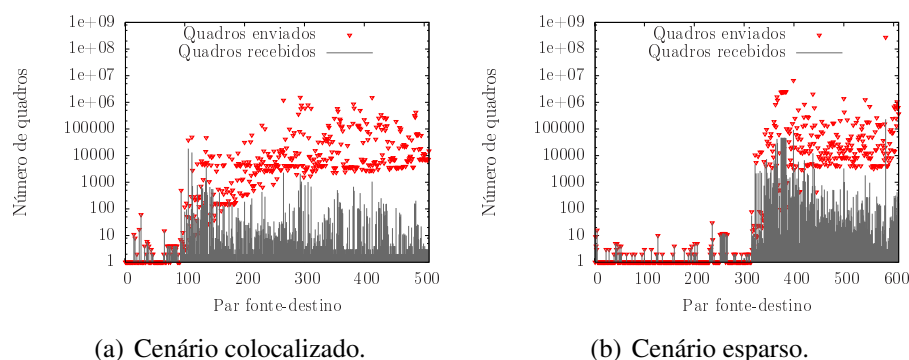 1e+09
1e+08
1e+07
1e+06
100000
10000
1000
100
10
1
0 100 200 300 400 500
Número de quadros
Par fonte-destino
Quadros enviados
Quadros recebidos
(a) Cenário colocalizado.
1e+09
1e+08
1e+07
1e+06
100000
10000
1000
100
10
1
0 100 200 300 400 500 600
Número de quadros
Par fonte-destino
Quadros enviados
Quadros recebidos
(b) Cenário esparso.